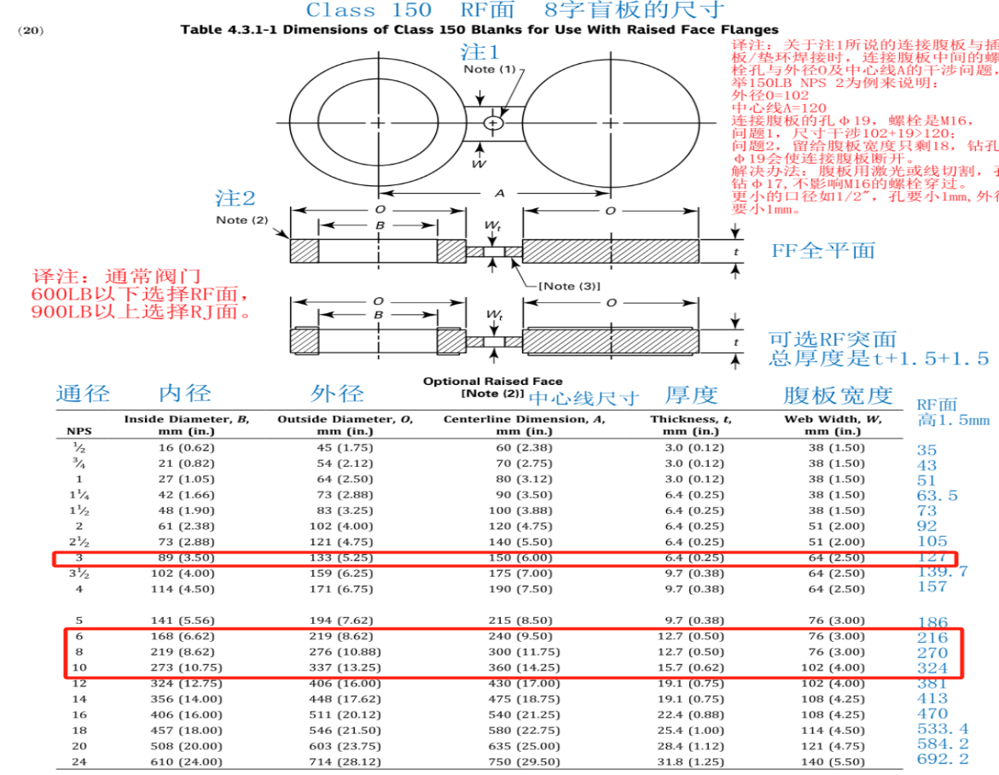 Class 150 RF面 8字盲板的尺寸
(20)
Table 4.3.1-1 Dimensions of Class 150 Blanks for Use With Raised Face Flanges
注1
Note (1)
译注：关于注1所说的连接腹板与插
板/垫环焊接时，连接腹板中间的螺
栓孔与外径O及中心线A的干涉问题，
举150LB NPS 2为例来说明：
外径O=102
中心线A=120
连接腹板的孔φ19，螺栓是M16，
问题1，尺寸干涉102+19>120；
问题2，留给腹板宽度只剩18，钻孔
φ19会使连接腹板断开。
解决办法：腹板用激光或线切割，
钻φ17,不影响M16的螺栓穿过。
更小的口径如1/2″，孔要小1mm,外
要小1mm。
W
A
注2
Note (2)
O
B
Wt
O
t
FF全平面
[Note (3)]
译注：通常阀门
600LB以下选择RF面，
900LB以上选择RJ面。
O
B
Wt
O
t
可选RF突面
总厚度是t+1.5+1.5
Optional Raised Face
[Note (2)]
通径 内径 外径 中心线尺寸 厚度 腹板宽度 RF面
高1.5mm
Inside Diameter, B, Outside Diameter, O, Centerline Dimension, A, Thickness, t, Web Width, W,
NPS mm (in.) mm (in.) mm (in.) mm (in.) mm (in.)
½ 16 (0.62) 45 (1.75) 60 (2.38) 3.0 (0.12) 38 (1.50) 35
¾ 21 (0.82) 54 (2.12) 70 (2.75) 3.0 (0.12) 38 (1.50) 43
1 27 (1.05) 64 (2.50) 80 (3.12) 3.0 (0.12) 38 (1.50) 51
1¼ 42 (1.66) 73 (2.88) 90 (3.50) 6.4 (0.25) 38 (1.50) 63.5
1½ 48 (1.90) 83 (3.25) 100 (3.88) 6.4 (0.25) 38 (1.50) 73
2 61 (2.38) 102 (4.00) 120 (4.75) 6.4 (0.25) 51 (2.00) 92
2½ 73 (2.88) 121 (4.75) 140 (5.50) 6.4 (0.25) 51 (2.00) 105
3 89 (3.50) 133 (5.25) 150 (6.00) 6.4 (0.25) 64 (2.50) 127
3½ 102 (4.00) 159 (6.25) 175 (7.00) 9.7 (0.38) 64 (2.50) 139.7
4 114 (4.50) 171 (6.75) 190 (7.50) 9.7 (0.38) 64 (2.50) 157
5 141 (5.56) 194 (7.62) 215 (8.50) 9.7 (0.38) 76 (3.00) 186
6 168 (6.62) 219 (8.62) 240 (9.50) 12.7 (0.50) 76 (3.00) 216
8 219 (8.62) 276 (10.88) 300 (11.75) 12.7 (0.50) 76 (3.00) 270
10 273 (10.75) 337 (13.25) 360 (14.25) 15.7 (0.62) 102 (4.00) 324
12 324 (12.75) 406 (16.00) 430 (17.00) 19.1 (0.75) 102 (4.00) 381
14 356 (14.00) 448 (17.62) 475 (18.75) 19.1 (0.75) 108 (4.25) 413
16 406 (16.00) 511 (20.12) 540 (21.25) 22.4 (0.88) 108 (4.25) 470
18 457 (18.00) 546 (21.50) 580 (22.75) 25.4 (1.00) 114 (4.50) 533.4
20 508 (20.00) 603 (23.75) 635 (25.00) 28.4 (1.12) 121 (4.75) 584.2
24 610 (24.00) 714 (28.12) 750 (29.50) 31.8 (1.25) 140 (5.50) 692.2